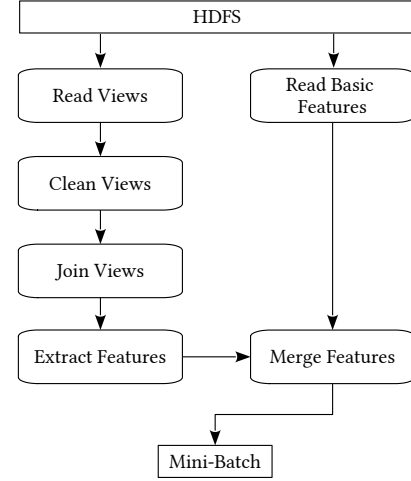 HDFS
Read Views
Read Basic
Features
Clean Views
Join Views
Extract Features
Merge Features
Mini-Batch